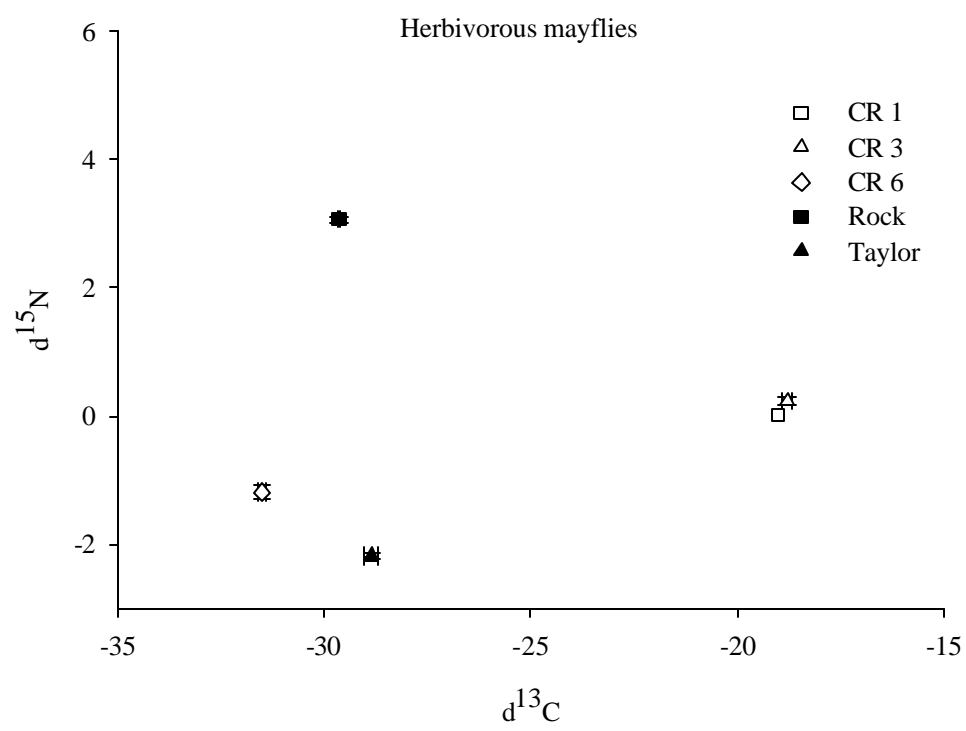 Herbivorous mayflies
6
4
2
0
-2
d15N
CR 1
CR 3
CR 6
Rock
Taylor
-35 -30 -25 -20 -15
d13C